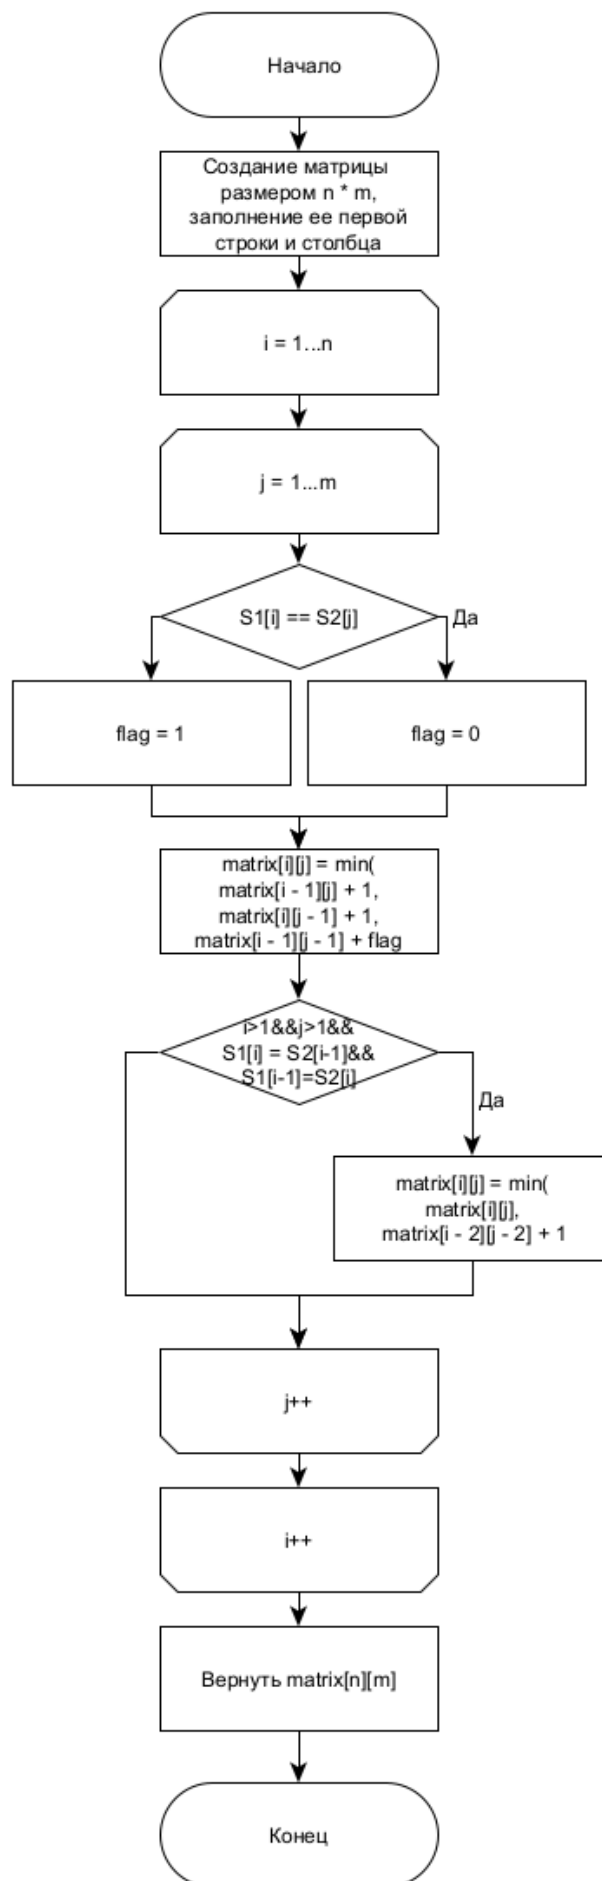 Начало
Создание матрицы
размером n * m,
заполнение ее первой
строки и столбца
i = 1...n
j = 1...m
S1[i] == S2[j]
Да
flag = 1
flag = 0
matrix[i][j] = min(
matrix[i - 1][j] + 1,
matrix[i][j - 1] + 1,
matrix[i - 1][j - 1] + flag
i>1&&j>1&&
S1[i] = S2[i-1]&&
S1[i-1]=S2[i]
Да
matrix[i][j] = min(
matrix[i][j],
matrix[i - 2][j - 2] + 1
j++
i++
Вернуть matrix[n][m]
Конец